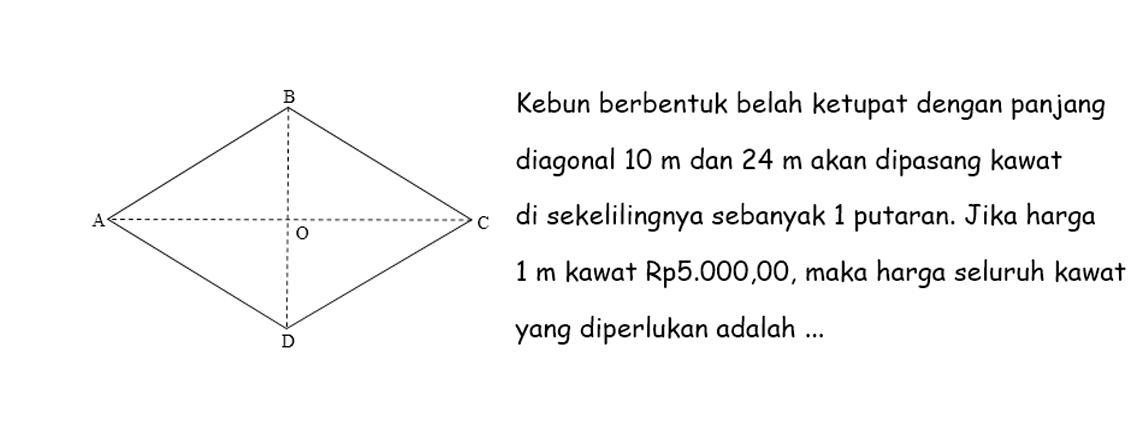 B
Kebun berbentuk belah ketupat dengan panjang
diagonal 10 m dan 24 m akan dipasang kawat
A
O
C
di sekelilingnya sebanyak 1 putaran. Jika harga
1 m kawat Rp5.000,00, maka harga seluruh kawat
yang diperlukan adalah ...
D